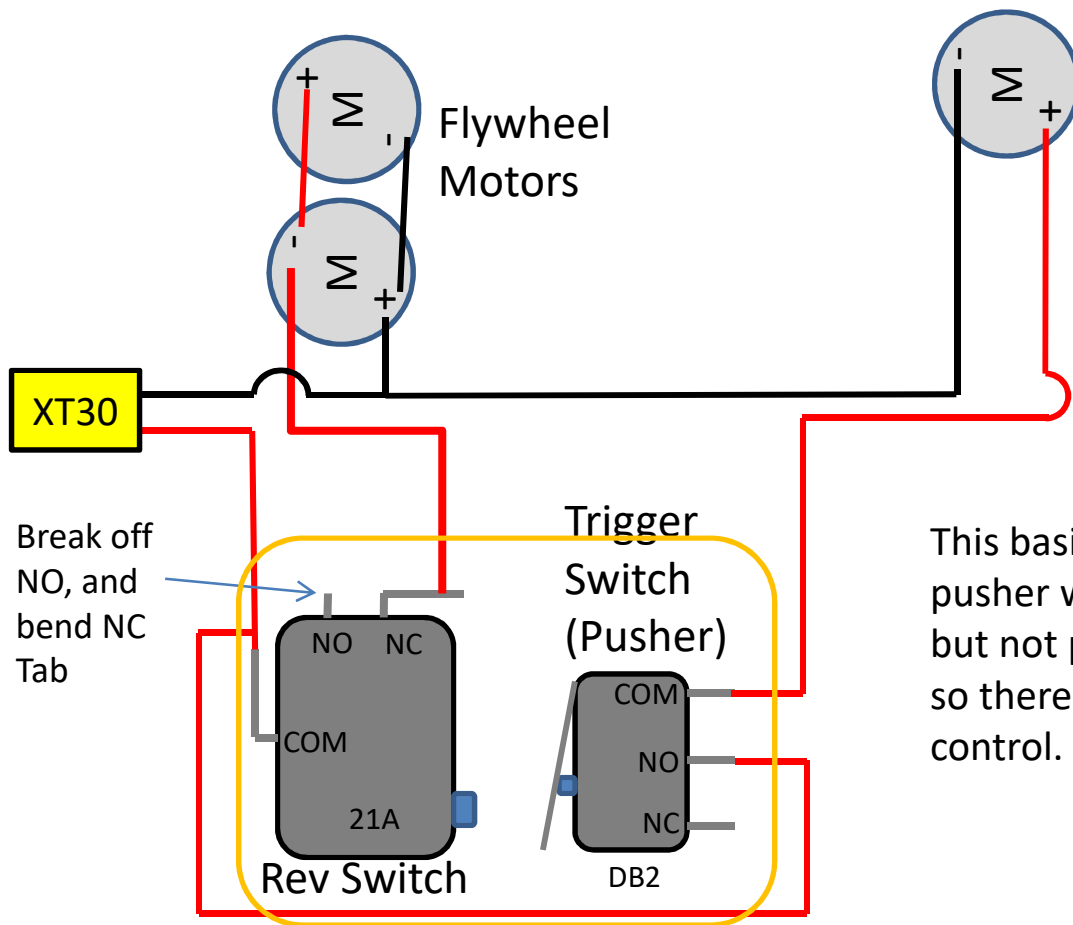 +
M
-
Flywheel
Motors
-
M
+
-
M
+
XT30
Break off
NO, and
bend NC
Tab
Trigger
Switch
(Pusher)
NO NC
COM
21A
Rev Switch
COM
NO
NC
DB2
This basi
pusher w
but not p
so there
control.